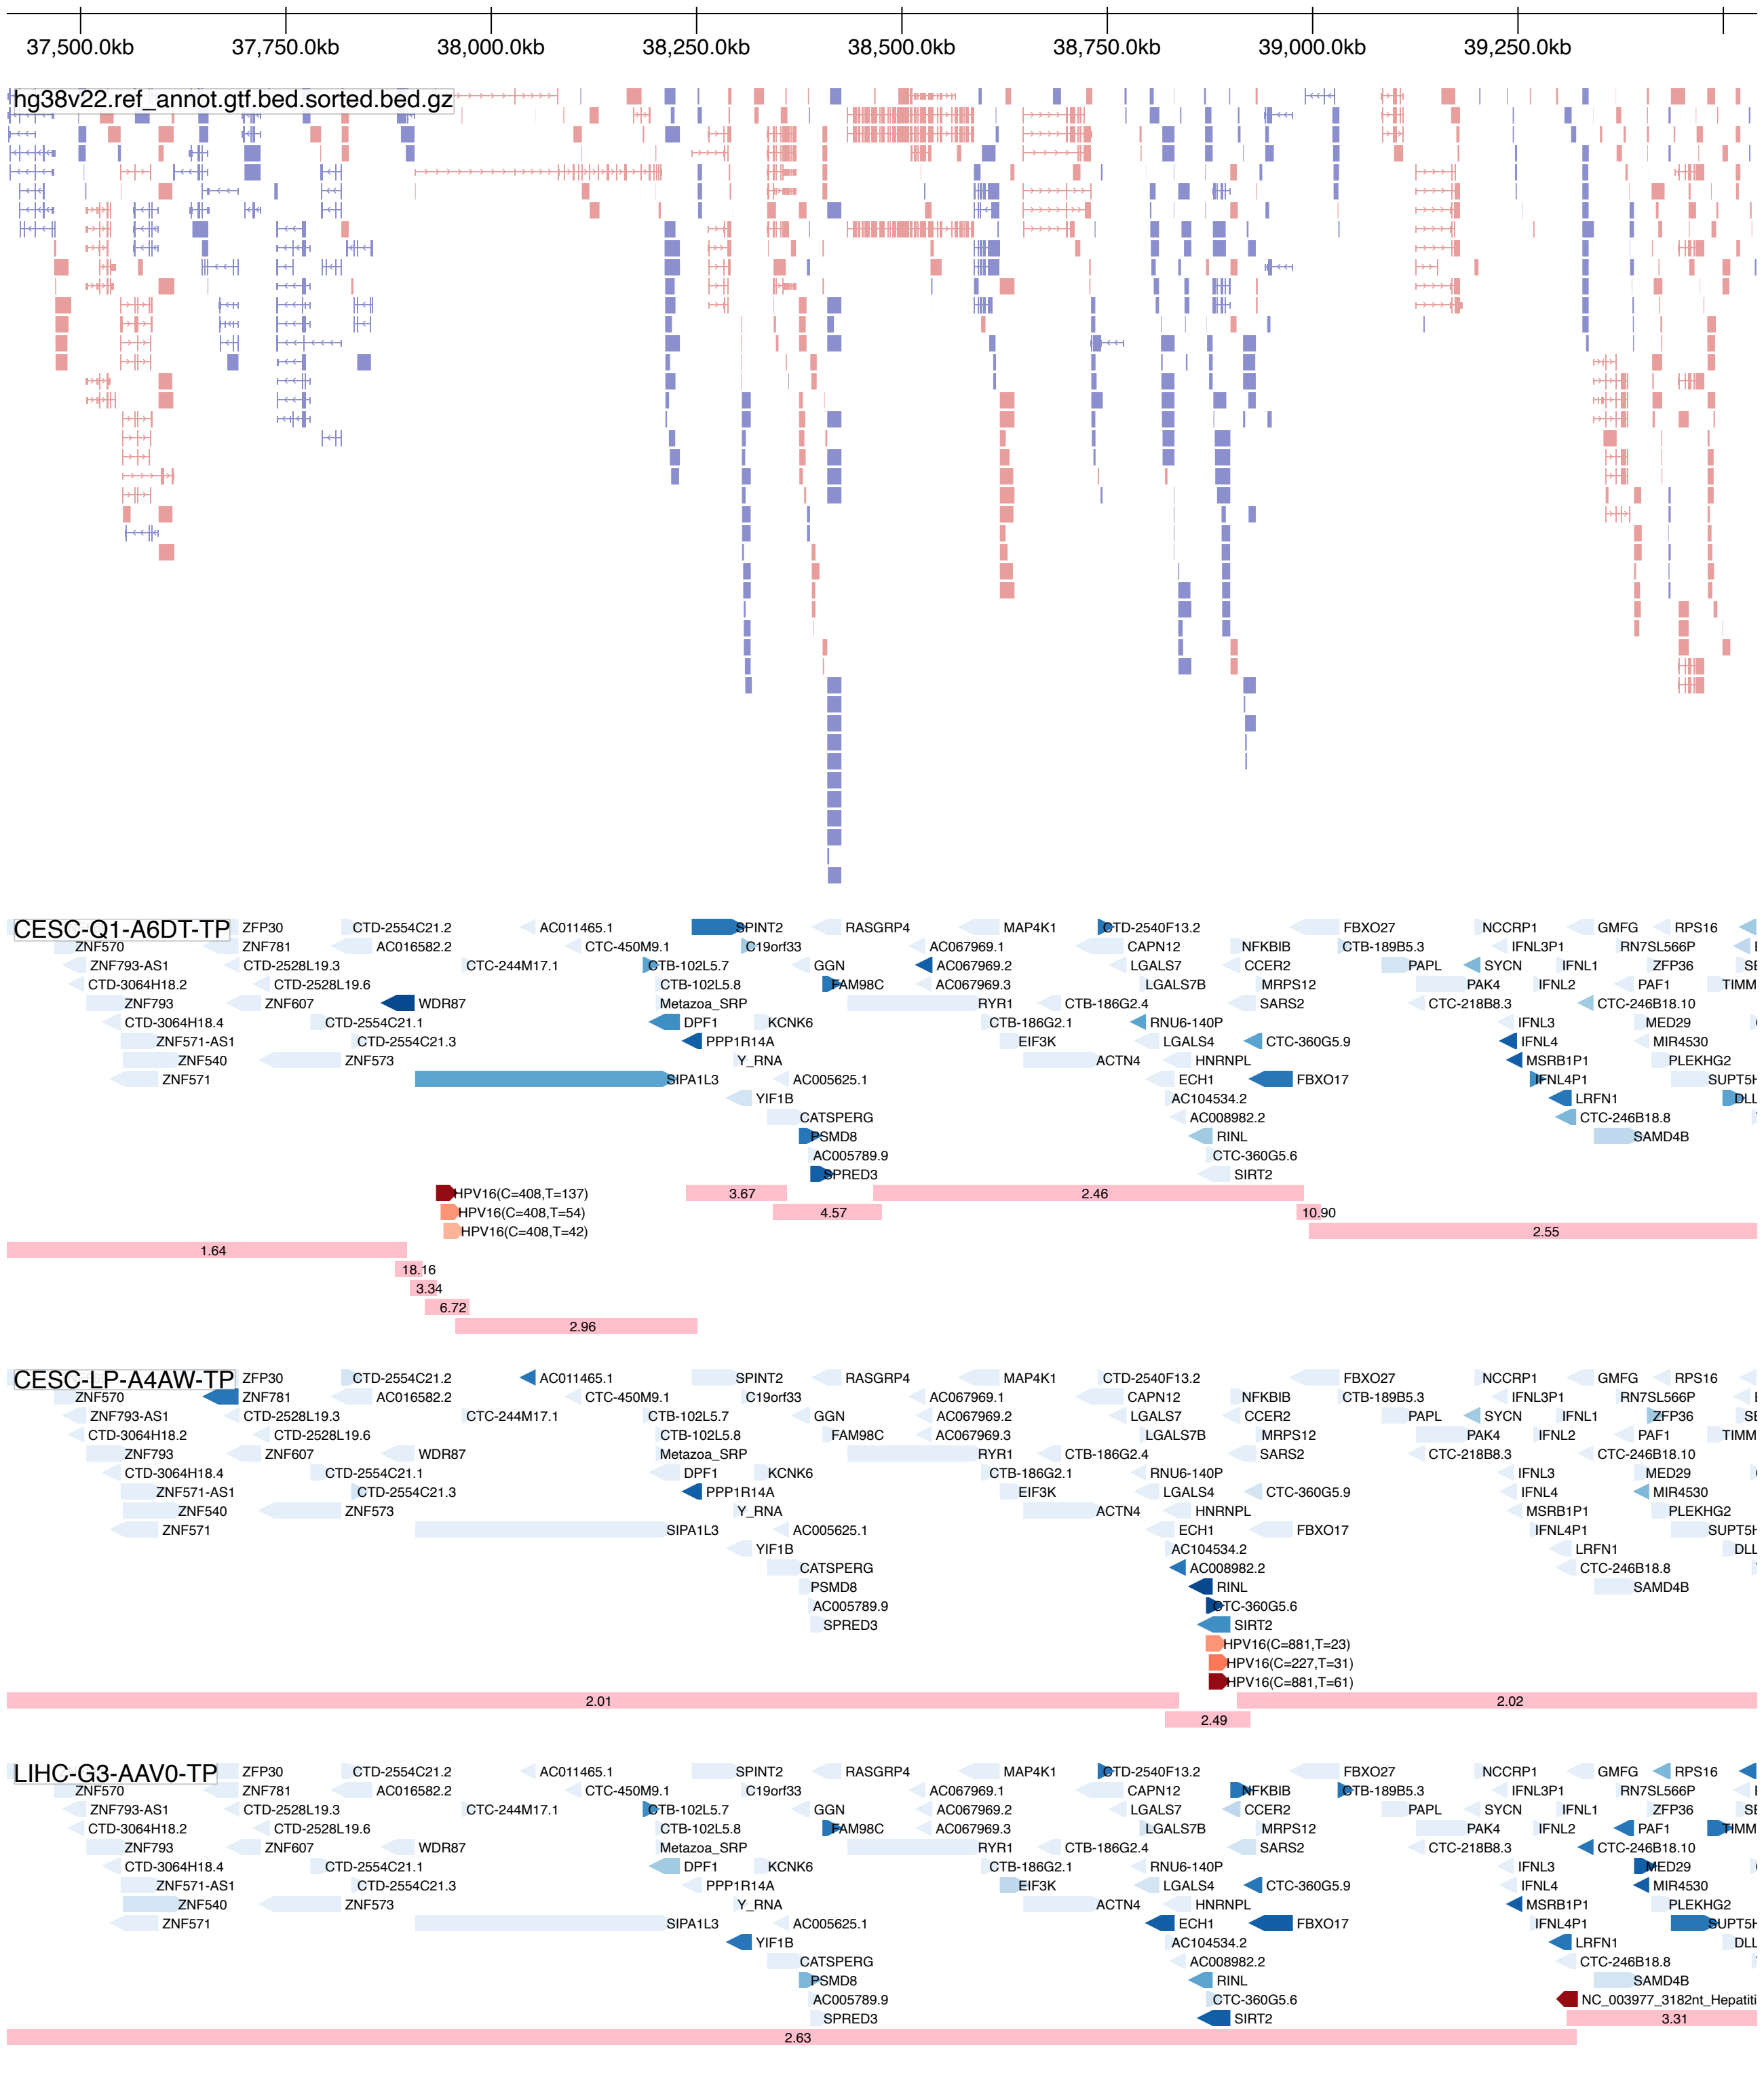 37,500.0kb 37,750.0kb 38,000.0kb 38,250.0kb 38,500.0kb 38,750.0kb 39,000.0kb 39,250.0kb
hg38v22.ref_annot.gtf.bed.sorted.bed.gz
CESC-Q1-A6DT-TP ZFP30 CTD-2554C21.2 AC011465.1 SPINT2 RASGRP4 MAP4K1 CTD-2540F13.2 FBXO27 NCCRP1 GMFG RPS16
ZNF570 ZNF781 AC016582.2 CTC-450M9.1 C19orf33 AC067969.1 CAPN12 NFKBIB CTB-189B5.3 IFNL3P1 RN7SL566P
ZNF793-AS1 CTD-2528L19.3 CTC-244M17.1 CTB-102L5.7 GGN AC067969.2 LGALS7 CCER2 PAPL SYCN IFNL1 ZFP36
CTD-3064H18.2 CTD-2528L19.6 CTB-102L5.8 FAM98C AC067969.3 LGALS7B MRPS12 PAK4 IFNL2 PAF1 TIMM
ZNF793 ZNF607 WDR87 Metazoa_SRP RYR1 CTB-186G2.4 SARS2 CTC-218B8.3 CTC-246B18.10
CTD-3064H18.4 CTD-2554C21.1 DPF1 KCNK6 CTB-186G2.1 RNU6-140P IFNL3 MED29
ZNF571-AS1 CTD-2554C21.3 PPP1R14A EIF3K LGALS4 CTC-360G5.9 IFNL4 MIR4530
ZNF540 ZNF573 Y_RNA ACTN4 HNRNPL MSRB1P1 PLEKHG2
ZNF571 SIPA1L3 AC005625.1 ECH1 FBXO17 IFNL4P1 SUPT5H
YIF1B AC104534.2 LRFN1 DLL
CATSPERG AC008982.2 CTC-246B18.8
PSMD8 RINL SAMD4B
AC005789.9 CTC-360G5.6
SPRED3 SIRT2
HPV16(C=408,T=137) 3.67 2.46
HPV16(C=408,T=54) 4.57 10.90
HPV16(C=408,T=42) 2.55
1.64
18.16
3.34
6.72
2.96
CESC-LP-A4AW-TP ZFP30 CTD-2554C21.2 AC011465.1 SPINT2 RASGRP4 MAP4K1 CTD-2540F13.2 FBXO27 NCCRP1 GMFG RPS16
ZNF570 ZNF781 AC016582.2 CTC-450M9.1 C19orf33 AC067969.1 CAPN12 NFKBIB CTB-189B5.3 IFNL3P1 RN7SL566P
ZNF793-AS1 CTD-2528L19.3 CTC-244M17.1 CTB-102L5.7 GGN AC067969.2 LGALS7 CCER2 PAPL SYCN IFNL1 ZFP36
CTD-3064H18.2 CTD-2528L19.6 CTB-102L5.8 FAM98C AC067969.3 LGALS7B MRPS12 PAK4 IFNL2 PAF1 TIMM
ZNF793 ZNF607 WDR87 Metazoa_SRP RYR1 CTB-186G2.4 SARS2 CTC-218B8.3 CTC-246B18.10
CTD-3064H18.4 CTD-2554C21.1 DPF1 KCNK6 CTB-186G2.1 RNU6-140P IFNL3 MED29
ZNF571-AS1 CTD-2554C21.3 PPP1R14A EIF3K LGALS4 CTC-360G5.9 IFNL4 MIR4530
ZNF540 ZNF573 Y_RNA ACTN4 HNRNPL MSRB1P1 PLEKHG2
ZNF571 SIPA1L3 AC005625.1 ECH1 FBXO17 IFNL4P1 SUPT5H
YIF1B AC104534.2 LRFN1 DLL
CATSPERG AC008982.2 CTC-246B18.8
PSMD8 RINL SAMD4B
AC005789.9 CTC-360G5.6
SPRED3 SIRT2
HPV16(C=881,T=23)
HPV16(C=227,T=31)
HPV16(C=881,T=61)
2.01 2.02
2.49
LIHC-G3-AAV0-TP ZFP30 CTD-2554C21.2 AC011465.1 SPINT2 RASGRP4 MAP4K1 CTD-2540F13.2 FBXO27 NCCRP1 GMFG RPS16
ZNF570 ZNF781 AC016582.2 CTC-450M9.1 C19orf33 AC067969.1 CAPN12 NFKBIB CTB-189B5.3 IFNL3P1 RN7SL566P
ZNF793-AS1 CTD-2528L19.3 CTC-244M17.1 CTB-102L5.7 GGN AC067969.2 LGALS7 CCER2 PAPL SYCN IFNL1 ZFP36
CTD-3064H18.2 CTD-2528L19.6 CTB-102L5.8 FAM98C AC067969.3 LGALS7B MRPS12 PAK4 IFNL2 PAF1 TIMM
ZNF793 ZNF607 WDR87 Metazoa_SRP RYR1 CTB-186G2.4 SARS2 CTC-218B8.3 CTC-246B18.10
CTD-3064H18.4 CTD-2554C21.1 DPF1 KCNK6 CTB-186G2.1 RNU6-140P IFNL3 MED29
ZNF571-AS1 CTD-2554C21.3 PPP1R14A EIF3K LGALS4 CTC-360G5.9 IFNL4 MIR4530
ZNF540 ZNF573 Y_RNA ACTN4 HNRNPL MSRB1P1 PLEKHG2
ZNF571 SIPA1L3 AC005625.1 ECH1 FBXO17 IFNL4P1 SUPT5H
YIF1B AC104534.2 LRFN1 DLL
CATSPERG AC008982.2 CTC-246B18.8
PSMD8 RINL SAMD4B
AC005789.9 CTC-360G5.6 NC_003977_3182nt_Hepatiti
SPRED3 SIRT2 3.31
2.63